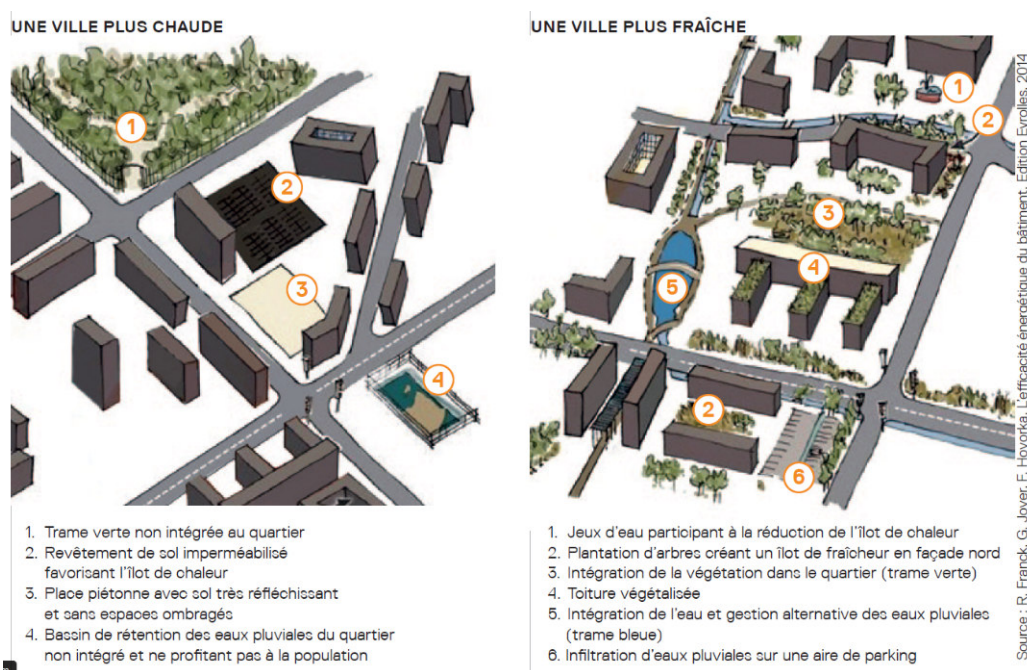 UNE VILLE PLUS CHAUDE
1
2
3
4
1. Trame verte non intégrée au quartier
2. Revêtement de sol imperméabilisé
favorisant l'îlot de chaleur
3. Place piétonne avec sol très réfléchissant
et sans espaces ombragés
4. Bassin de rétention des eaux pluviales du quartier
non intégré et ne profitant pas à la population
UNE VILLE PLUS FRAÎCHE
1
2
3
4
5
2
6
1. Jeux d'eau participant à la réduction de l'îlot de chaleur
2. Plantation d'arbres créant un îlot de fraîcheur en façade nord
3. Intégration de la végétation dans le quartier (trame verte)
4. Toiture végétalisée
5. Intégration de l'eau et gestion alternative des eaux pluviales
(trame bleue)
6. Infiltration d'eaux pluviales sur une aire de parking
Source : R. Franck, G. Jover, F. Hovorka, L'efficacité énergétique du bâtiment, Edition Eyrolles, 2014